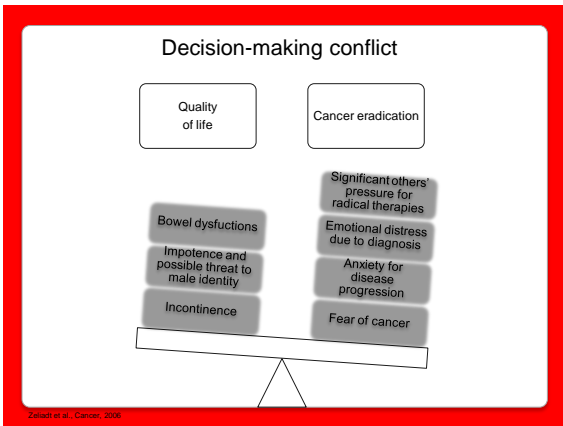 Decision-making conflict
Quality
of life
Cancer eradication
Bowel dysfuctions
Impotence and
possible threat to
male identity
Incontinence
Significant others'
pressure for
radical therapies
Emotional distress
due to diagnosis
Anxiety for
disease
progression
Fear of cancer
Zeliadt et al., Cancer, 2006